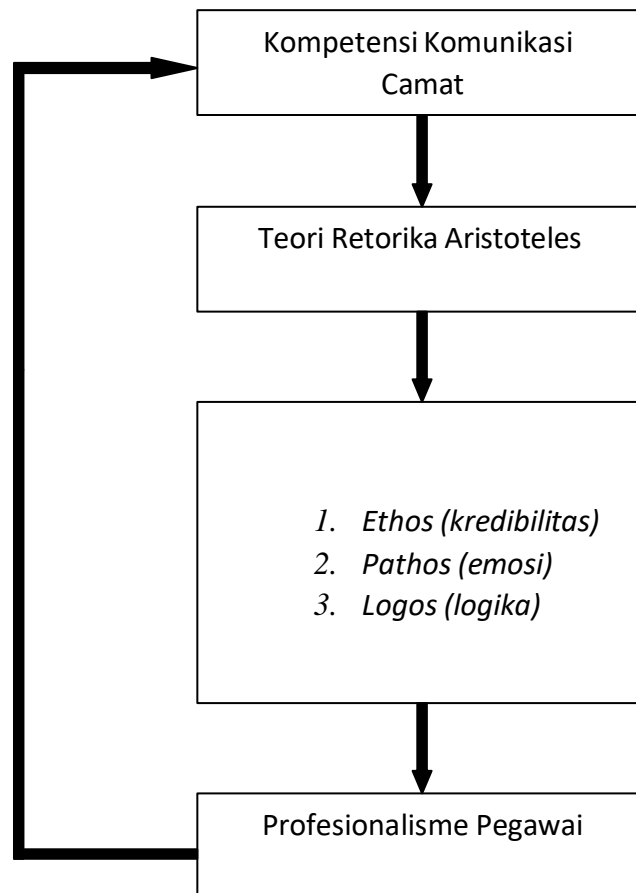 Kompetensi Komunikasi
Camat
Teori Retorika Aristoteles
1. Ethos (kredibilitas)
2. Pathos (emosi)
3. Logos (logika)
Profesionalisme Pegawai